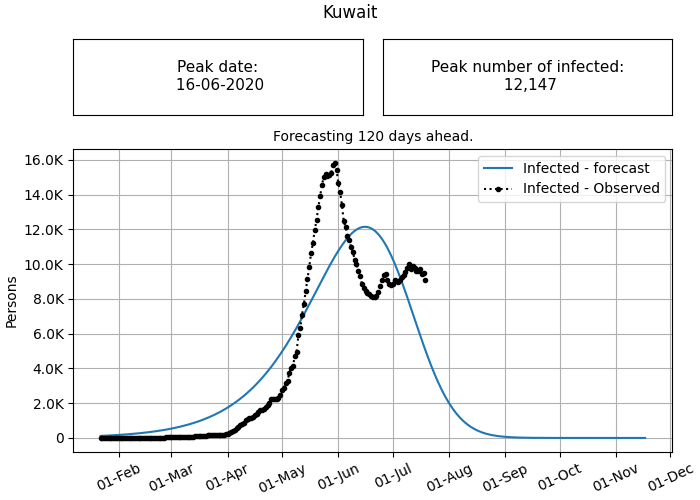 Kuwait
Peak date:
16-06-2020
Peak number of infected:
12,147
Forecasting 120 days ahead.
Infected - forecast
Infected - Observed
Persons
16.0K
14.0K
12.0K
10.0K
8.0K
6.0K
4.0K
2.0K
0
01-Feb
01-Mar
01-Apr
01-May
01-Jun
01-Jul
01-Aug
01-Sep
01-Oct
01-Nov
01-Dec